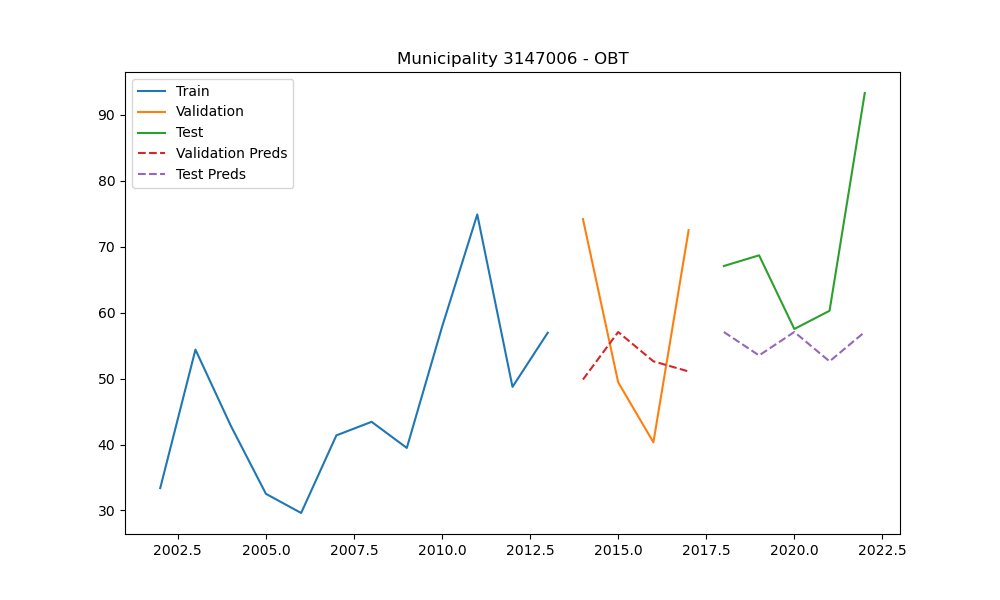 Municipality 3147006 - OBT
Train
Validation
Test
Validation Preds
Test Preds
90
80
70
60
50
40
30
2002.5 2005.0 2007.5 2010.0 2012.5 2015.0 2017.5 2020.0 2022.5